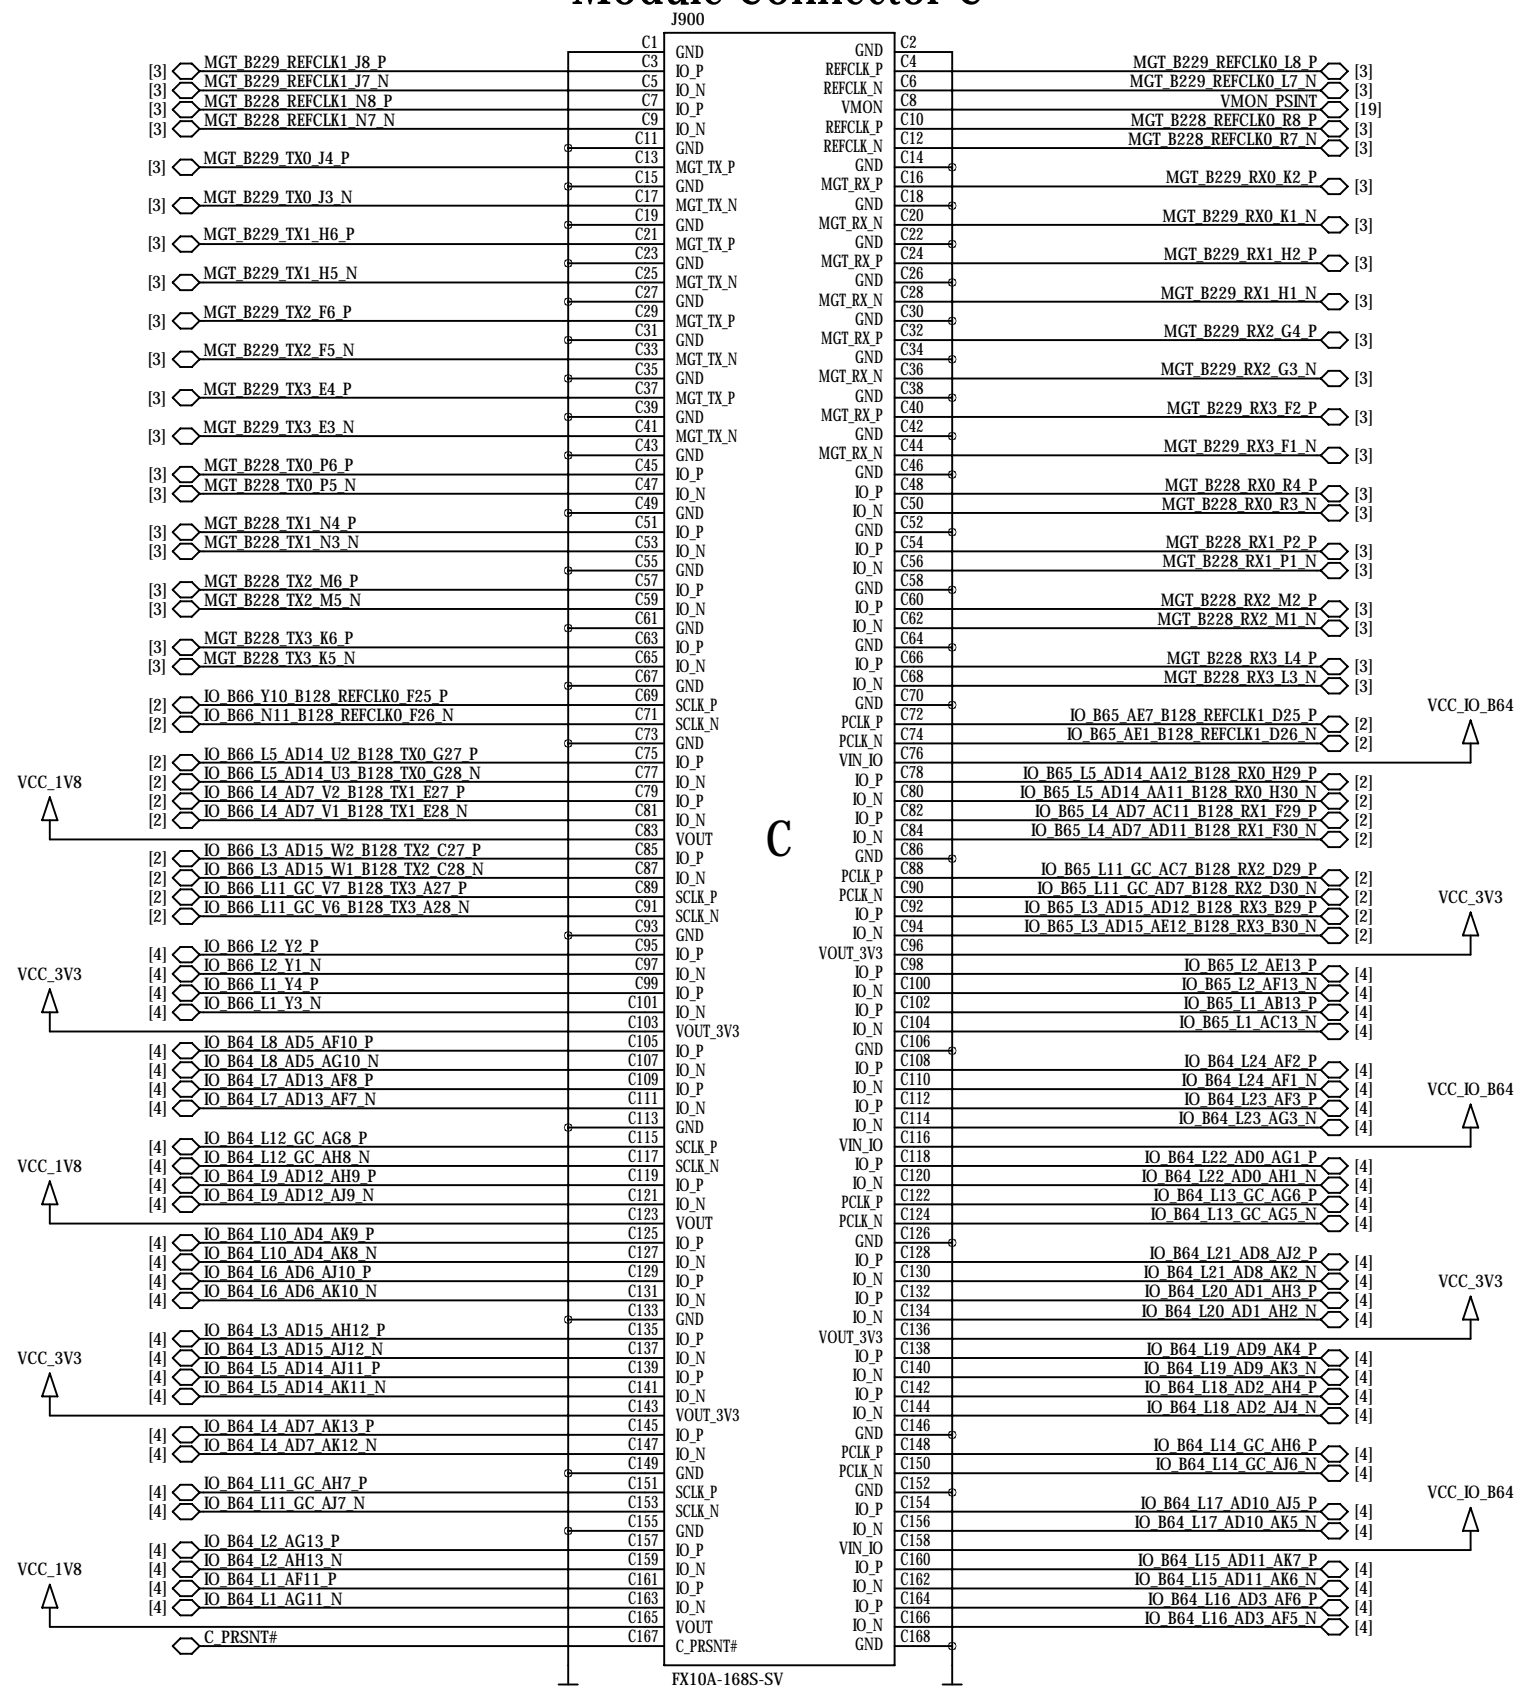 Module Connector C
J900
C1 GND
[3] MGT_B229_REFCLK1_J8_P C3 IO_P
[3] MGT_B229_REFCLK1_J7_N C5 IO_N
[3] MGT_B228_REFCLK1_N8_P C7 IO_P
[3] MGT_B228_REFCLK1_N7_N C9 IO_N
C11 GND
[3] MGT_B229_TX0_J4_P C13 MGT_TX_P
C15 GND
[3] MGT_B229_TX0_J3_N C17 MGT_TX_N
C19 GND
[3] MGT_B229_TX1_H6_P C21 MGT_TX_P
C23 GND
[3] MGT_B229_TX1_H5_N C25 MGT_TX_N
C27 GND
[3] MGT_B229_TX2_F6_P C29 MGT_TX_P
C31 GND
[3] MGT_B229_TX2_F5_N C33 MGT_TX_N
C35 GND
[3] MGT_B229_TX3_E4_P C37 MGT_TX_P
C39 GND
[3] MGT_B229_TX3_E3_N C41 MGT_TX_N
C43 GND
[3] MGT_B228_TX0_P6_P C45 IO_P
[3] MGT_B228_TX0_P5_N C47 IO_N
C49 GND
[3] MGT_B228_TX1_N4_P C51 IO_P
[3] MGT_B228_TX1_N3_N C53 IO_N
C55 GND
[3] MGT_B228_TX2_M6_P C57 IO_P
[3] MGT_B228_TX2_M5_N C59 IO_N
C61 GND
[3] MGT_B228_TX3_K6_P C63 IO_P
[3] MGT_B228_TX3_K5_N C65 IO_N
C67 GND
[2] IO_B66_Y10_B128_REFCLK0_F25_P C69 SCLK_P
[2] IO_B66_N11_B128_REFCLK0_F26_N C71 SCLK_N
C73 GND
[2] IO_B66_L5_AD14_U2_B128_TX0_G27_P C75 IO_P
[2] IO_B66_L5_AD14_U3_B128_TX0_G28_N C77 IO_N
[2] IO_B66_L4_AD7_V2_B128_TX1_E27_P C79 IO_P
[2] IO_B66_L4_AD7_V1_B128_TX1_E28_N C81 IO_N
VCC_1V8 C83 VOUT
[2] IO_B66_L3_AD15_W2_B128_TX2_C27_P C85 IO_P
[2] IO_B66_L3_AD15_W1_B128_TX2_C28_N C87 IO_N
[2] IO_B66_L11_GC_V7_B128_TX3_A27_P C89 SCLK_P
[2] IO_B66_L11_GC_V6_B128_TX3_A28_N C91 SCLK_N
C93 GND
[4] IO_B66_L2_Y2_P C95 IO_P
[4] IO_B66_L2_Y1_N C97 IO_N
[4] IO_B66_L1_Y4_P C99 IO_P
[4] IO_B66_L1_Y3_N C101 IO_N
VCC_3V3 C103 VOUT_3V3
[4] IO_B64_L8_AD5_AF10_P C105 IO_P
[4] IO_B64_L8_AD5_AG10_N C107 IO_N
[4] IO_B64_L7_AD13_AF8_P C109 IO_P
[4] IO_B64_L7_AD13_AF7_N C111 IO_N
C113 GND
[4] IO_B64_L12_GC_AG8_P C115 SCLK_P
[4] IO_B64_L12_GC_AH8_N C117 SCLK_N
[4] IO_B64_L9_AD12_AH9_P C119 IO_P
[4] IO_B64_L9_AD12_AJ9_N C121 IO_N
VCC_1V8 C123 VOUT
[4] IO_B64_L10_AD4_AK9_P C125 IO_P
[4] IO_B64_L10_AD4_AK8_N C127 IO_N
[4] IO_B64_L6_AD6_AJ10_P C129 IO_P
[4] IO_B64_L6_AD6_AK10_N C131 IO_N
C133 GND
[4] IO_B64_L3_AD15_AH12_P C135 IO_P
[4] IO_B64_L3_AD15_AJ12_N C137 IO_N
[4] IO_B64_L5_AD14_AJ11_P C139 IO_P
[4] IO_B64_L5_AD14_AK11_N C141 IO_N
VCC_3V3 C143 VOUT_3V3
[4] IO_B64_L4_AD7_AK13_P C145 IO_P
[4] IO_B64_L4_AD7_AK12_N C147 IO_N
C149 GND
[4] IO_B64_L11_GC_AH7_P C151 SCLK_P
[4] IO_B64_L11_GC_AJ7_N C153 SCLK_N
C155 GND
[4] IO_B64_L2_AG13_P C157 IO_P
[4] IO_B64_L2_AH13_N C159 IO_N
[4] IO_B64_L1_AF11_P C161 IO_P
[4] IO_B64_L1_AG11_N C163 IO_N
VCC_1V8 C165 VOUT
C_PRSNT# C167 C_PRSNT#
C
GND C2
REFCLK_P C4 MGT_B229_REFCLK0_L8_P [3]
REFCLK_N C6 MGT_B229_REFCLK0_L7_N [3]
VMON C8 VMON_PSINT [19]
REFCLK_P C10 MGT_B228_REFCLK0_R8_P [3]
REFCLK_N C12 MGT_B228_REFCLK0_R7_N [3]
GND C14
MGT_RX_P C16 MGT_B229_RX0_K2_P [3]
GND C18
MGT_RX_N C20 MGT_B229_RX0_K1_N [3]
GND C22
MGT_RX_P C24 MGT_B229_RX1_H2_P [3]
GND C26
MGT_RX_N C28 MGT_B229_RX1_H1_N [3]
GND C30
MGT_RX_P C32 MGT_B229_RX2_G4_P [3]
GND C34
MGT_RX_N C36 MGT_B229_RX2_G3_N [3]
GND C38
MGT_RX_P C40 MGT_B229_RX3_F2_P [3]
GND C42
MGT_RX_N C44 MGT_B229_RX3_F1_N [3]
GND C46
IO_P C48 MGT_B228_RX0_R4_P [3]
IO_N C50 MGT_B228_RX0_R3_N [3]
GND C52
IO_P C54 MGT_B228_RX1_P2_P [3]
IO_N C56 MGT_B228_RX1_P1_N [3]
GND C58
IO_P C60 MGT_B228_RX2_M2_P [3]
IO_N C62 MGT_B228_RX2_M1_N [3]
GND C64
IO_P C66 MGT_B228_RX3_L4_P [3]
IO_N C68 MGT_B228_RX3_L3_N [3]
GND C70
PCLK_P C72 IO_B65_AE7_B128_REFCLK1_D25_P [2]
PCLK_N C74 IO_B65_AE1_B128_REFCLK1_D26_N [2]
VIN_IO C76 VCC_IO_B64
IO_P C78 IO_B65_L5_AD14_AA12_B128_RX0_H29_P [2]
IO_N C80 IO_B65_L5_AD14_AA11_B128_RX0_H30_N [2]
IO_P C82 IO_B65_L4_AD7_AC11_B128_RX1_F29_P [2]
IO_N C84 IO_B65_L4_AD7_AD11_B128_RX1_F30_N [2]
GND C86
PCLK_P C88 IO_B65_L11_GC_AC7_B128_RX2_D29_P [2]
PCLK_N C90 IO_B65_L11_GC_AD7_B128_RX2_D30_N [2]
IO_P C92 IO_B65_L3_AD15_AD12_B128_RX3_B29_P [2]
IO_N C94 IO_B65_L3_AD15_AE12_B128_RX3_B30_N [2]
VOUT_3V3 C96 VCC_3V3
IO_P C98 IO_B65_L2_AE13_P [4]
IO_N C100 IO_B65_L2_AF13_N [4]
IO_P C102 IO_B65_L1_AB13_P [4]
IO_N C104 IO_B65_L1_AC13_N [4]
GND C106
IO_P C108 IO_B64_L24_AF2_P [4]
IO_N C110 IO_B64_L24_AF1_N [4]
IO_P C112 IO_B64_L23_AF3_P [4]
IO_N C114 IO_B64_L23_AG3_N [4]
VIN_IO C116 VCC_IO_B64
IO_P C118 IO_B64_L22_AD0_AG1_P [4]
IO_N C120 IO_B64_L22_AD0_AH1_N [4]
PCLK_P C122 IO_B64_L13_GC_AG6_P [4]
PCLK_N C124 IO_B64_L13_GC_AG5_N [4]
GND C126
IO_P C128 IO_B64_L21_AD8_AJ2_P [4]
IO_N C130 IO_B64_L21_AD8_AK2_N [4]
IO_P C132 IO_B64_L20_AD1_AH3_P [4]
IO_N C134 IO_B64_L20_AD1_AH2_N [4]
VOUT_3V3 C136 VCC_3V3
IO_P C138 IO_B64_L19_AD9_AK4_P [4]
IO_N C140 IO_B64_L19_AD9_AK3_N [4]
IO_P C142 IO_B64_L18_AD2_AH4_P [4]
IO_N C144 IO_B64_L18_AD2_AJ4_N [4]
GND C146
PCLK_P C148 IO_B64_L14_GC_AH6_P [4]
PCLK_N C150 IO_B64_L14_GC_AJ6_N [4]
GND C152
IO_P C154 IO_B64_L17_AD10_AJ5_P [4]
IO_N C156 IO_B64_L17_AD10_AK5_N [4]
VIN_IO C158 VCC_IO_B64
IO_P C160 IO_B64_L15_AD11_AK7_P [4]
IO_N C162 IO_B64_L15_AD11_AK6_N [4]
IO_P C164 IO_B64_L16_AD3_AF6_P [4]
IO_N C166 IO_B64_L16_AD3_AF5_N [4]
GND C168
FX10A-168S-SV